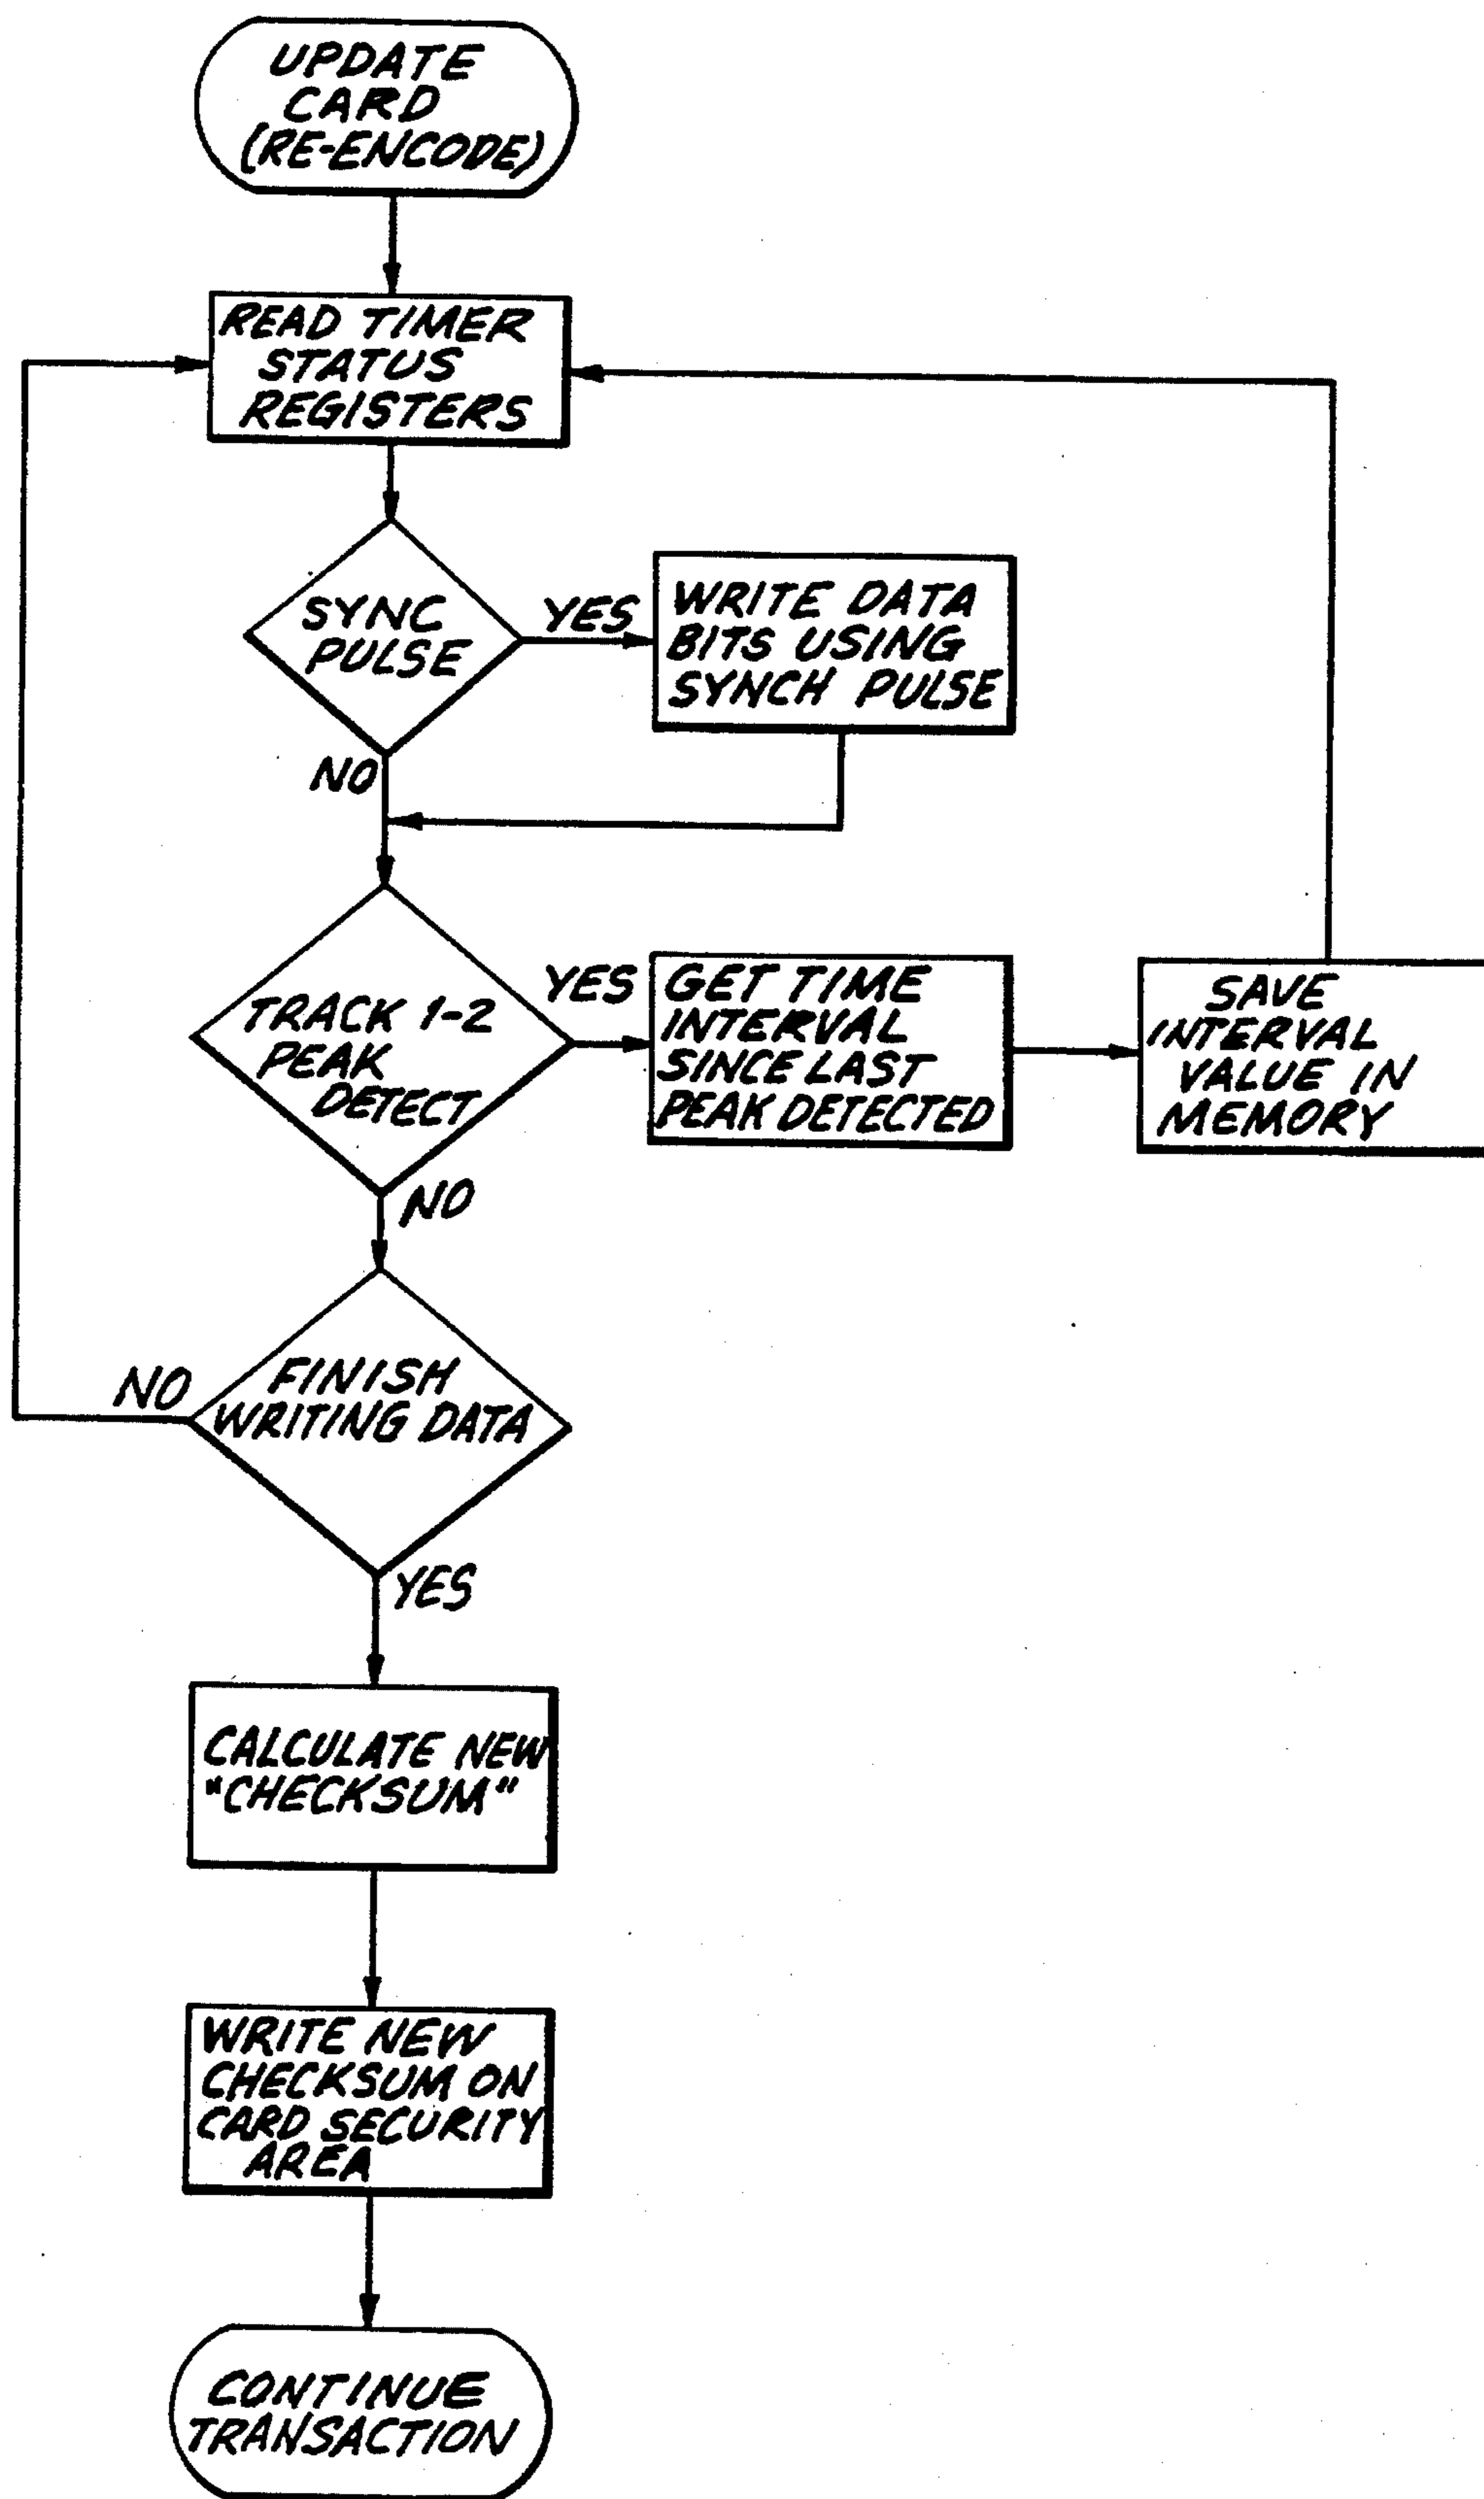 UPDATE
CARD
(RE-ENCODE)
READ TIMER
STATUS
REGISTERS
SYNC
PULSE
YES
WRITE DATA
BITS USING
SYNCH PULSE
NO
TRACK 1-2
PEAK
DETECT
YES
GET TIME
INTERVAL
SINCE LAST
PEAK DETECTED
SAVE
INTERVAL
VALUE IN
MEMORY
NO
FINISH
WRITING DATA
NO
YES
CALCULATE NEW
"CHECKSUM"
WRITE NEW
CHECKSUM ON
CARD SECURITY
AREA
CONTINUE
TRANSACTION